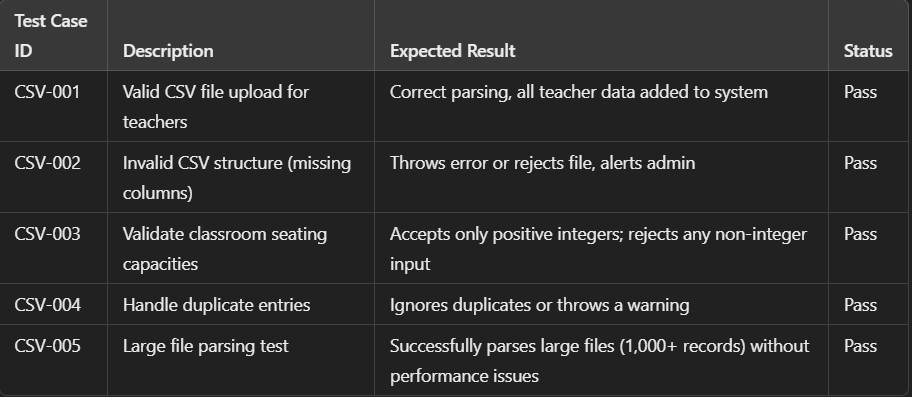 Test Case ID | Description | Expected Result | Status
CSV-001 | Valid CSV file upload for teachers | Correct parsing, all teacher data added to system | Pass
CSV-002 | Invalid CSV structure (missing columns) | Throws error or rejects file, alerts admin | Pass
CSV-003 | Validate classroom seating capacities | Accepts only positive integers; rejects any non-integer input | Pass
CSV-004 | Handle duplicate entries | Ignores duplicates or throws a warning | Pass
CSV-005 | Large file parsing test | Successfully parses large files (1,000+ records) without performance issues | Pass